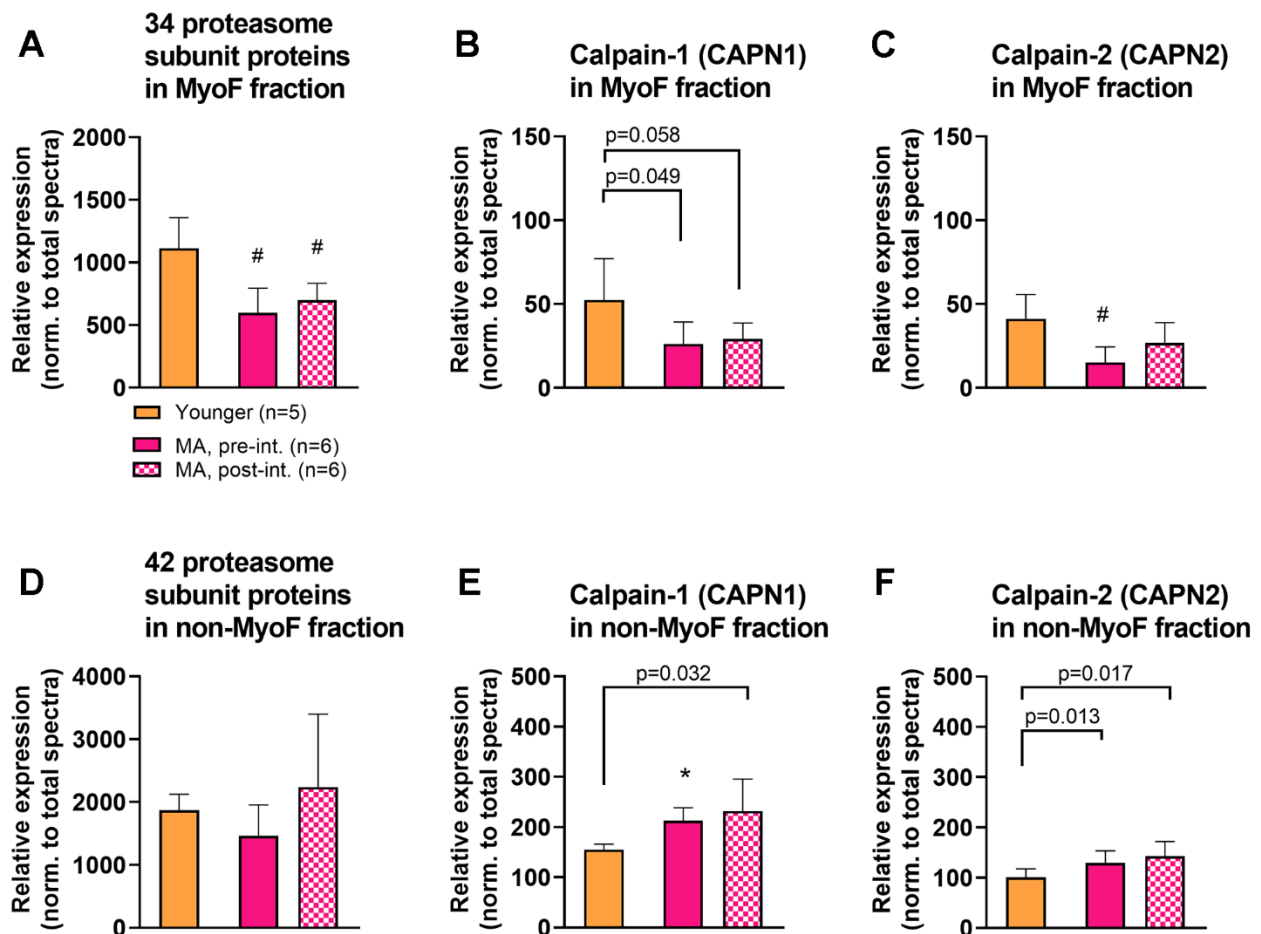 A
34 proteasome
subunit proteins
in MyoF fraction
Relative expression
(norm. to total spectra)
2000
1500
1000
500
0
#
#
Younger (n=5)
MA, pre-int. (n=6)
MA, post-int. (n=6)
B
Calpain-1 (CAPN1)
in MyoF fraction
Relative expression
(norm. to total spectra)
150
100
50
0
p=0.058
p=0.049
C
Calpain-2 (CAPN2)
in MyoF fraction
Relative expression
(norm. to total spectra)
150
100
50
0
#
D
42 proteasome
subunit proteins
in non-MyoF fraction
Relative expression
(norm. to total spectra)
4000
3000
2000
1000
0
E
Calpain-1 (CAPN1)
in non-MyoF fraction
Relative expression
(norm. to total spectra)
500
400
300
200
100
0
p=0.032
*
F
Calpain-2 (CAPN2)
in non-MyoF fraction
Relative expression
(norm. to total spectra)
500
400
300
200
100
0
p=0.017
p=0.013